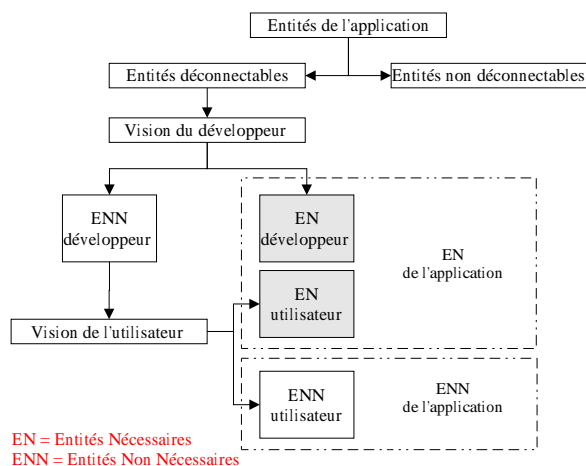 Entités de l'application
Entités déconnectables
Entités non déconnectables
Vision du développeur
ENN
développeur
EN
développeur
EN
de l'application
EN
utilisateur
Vision de l'utilisateur
ENN
utilisateur
ENN
de l'application
EN = Entités Nécessaires
ENN = Entités Non Nécessaires